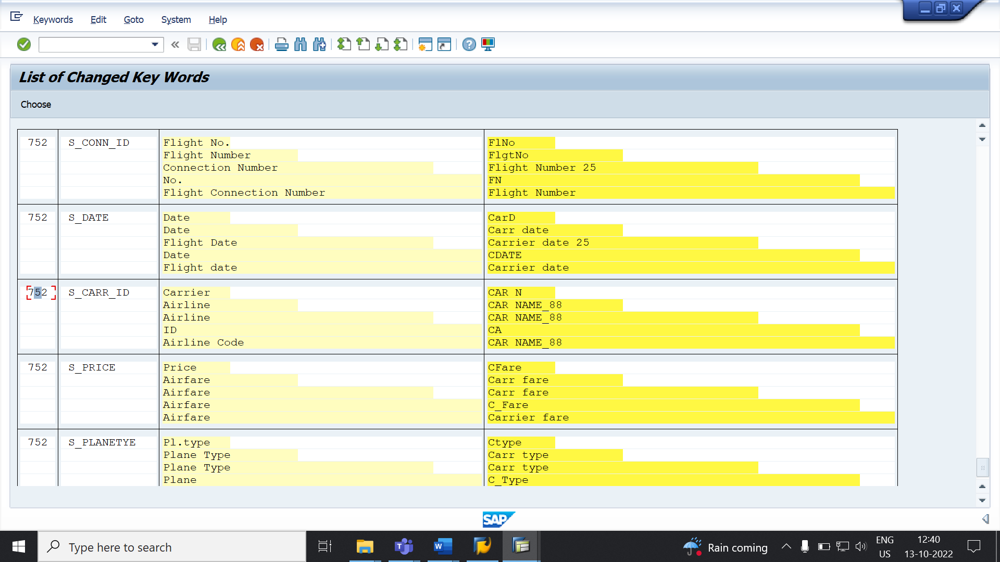 Keywords Edit Goto System Help
List of Changed Key Words
Choose
752 S_CONN_ID Flight No. FlNo
Flight Number FlgtNo
Connection Number Flight Number 25
No. FN
Flight Connection Number Flight Number
752 S_DATE Date CarD
Date Carr date
Flight Date Carrier date 25
Date CDATE
Flight date Carrier date
752 S_CARR_ID Carrier CAR N
Airline CAR NAME_88
Airline CAR NAME_88
ID CA
Airline Code CAR NAME_88
752 S_PRICE Price CFare
Airfare Carr fare
Airfare Carr fare
Airfare C_Fare
Airfare Carrier fare
752 S_PLANETYE Pl.type Ctype
Plane Type Carr type
Plane Type Carr type
Plane C_Type
SAP
Type here to search
Rain coming
ENG
US
12:40
13-10-2022